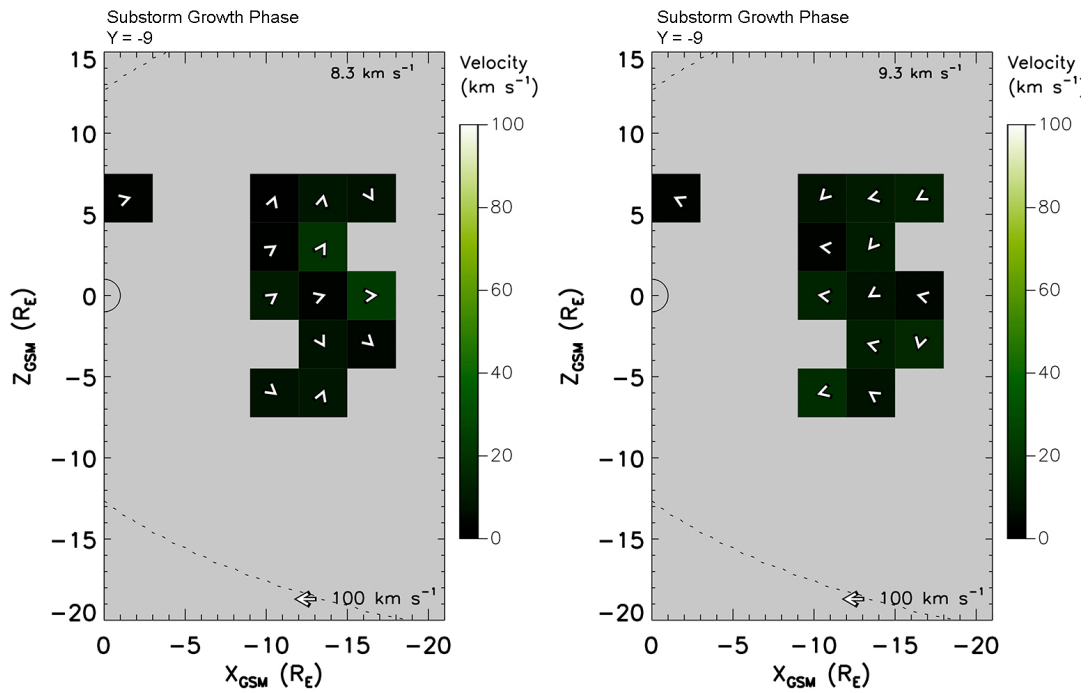 Substorm Growth Phase
Y = -9
8.3 km s⁻¹
Velocity
(km s⁻¹)
15
10
5
0
−5
−10
−15
−20
Z_GSM (R_E)
100
80
60
40
20
0
100 km s⁻¹
0 −5 −10 −15 −20
X_GSM (R_E)
Substorm Growth Phase
Y = -9
9.3 km s⁻¹
Velocity
(km s⁻¹)
15
10
5
0
−5
−10
−15
−20
Z_GSM (R_E)
100
80
60
40
20
0
100 km s⁻¹
0 −5 −10 −15 −20
X_GSM (R_E)